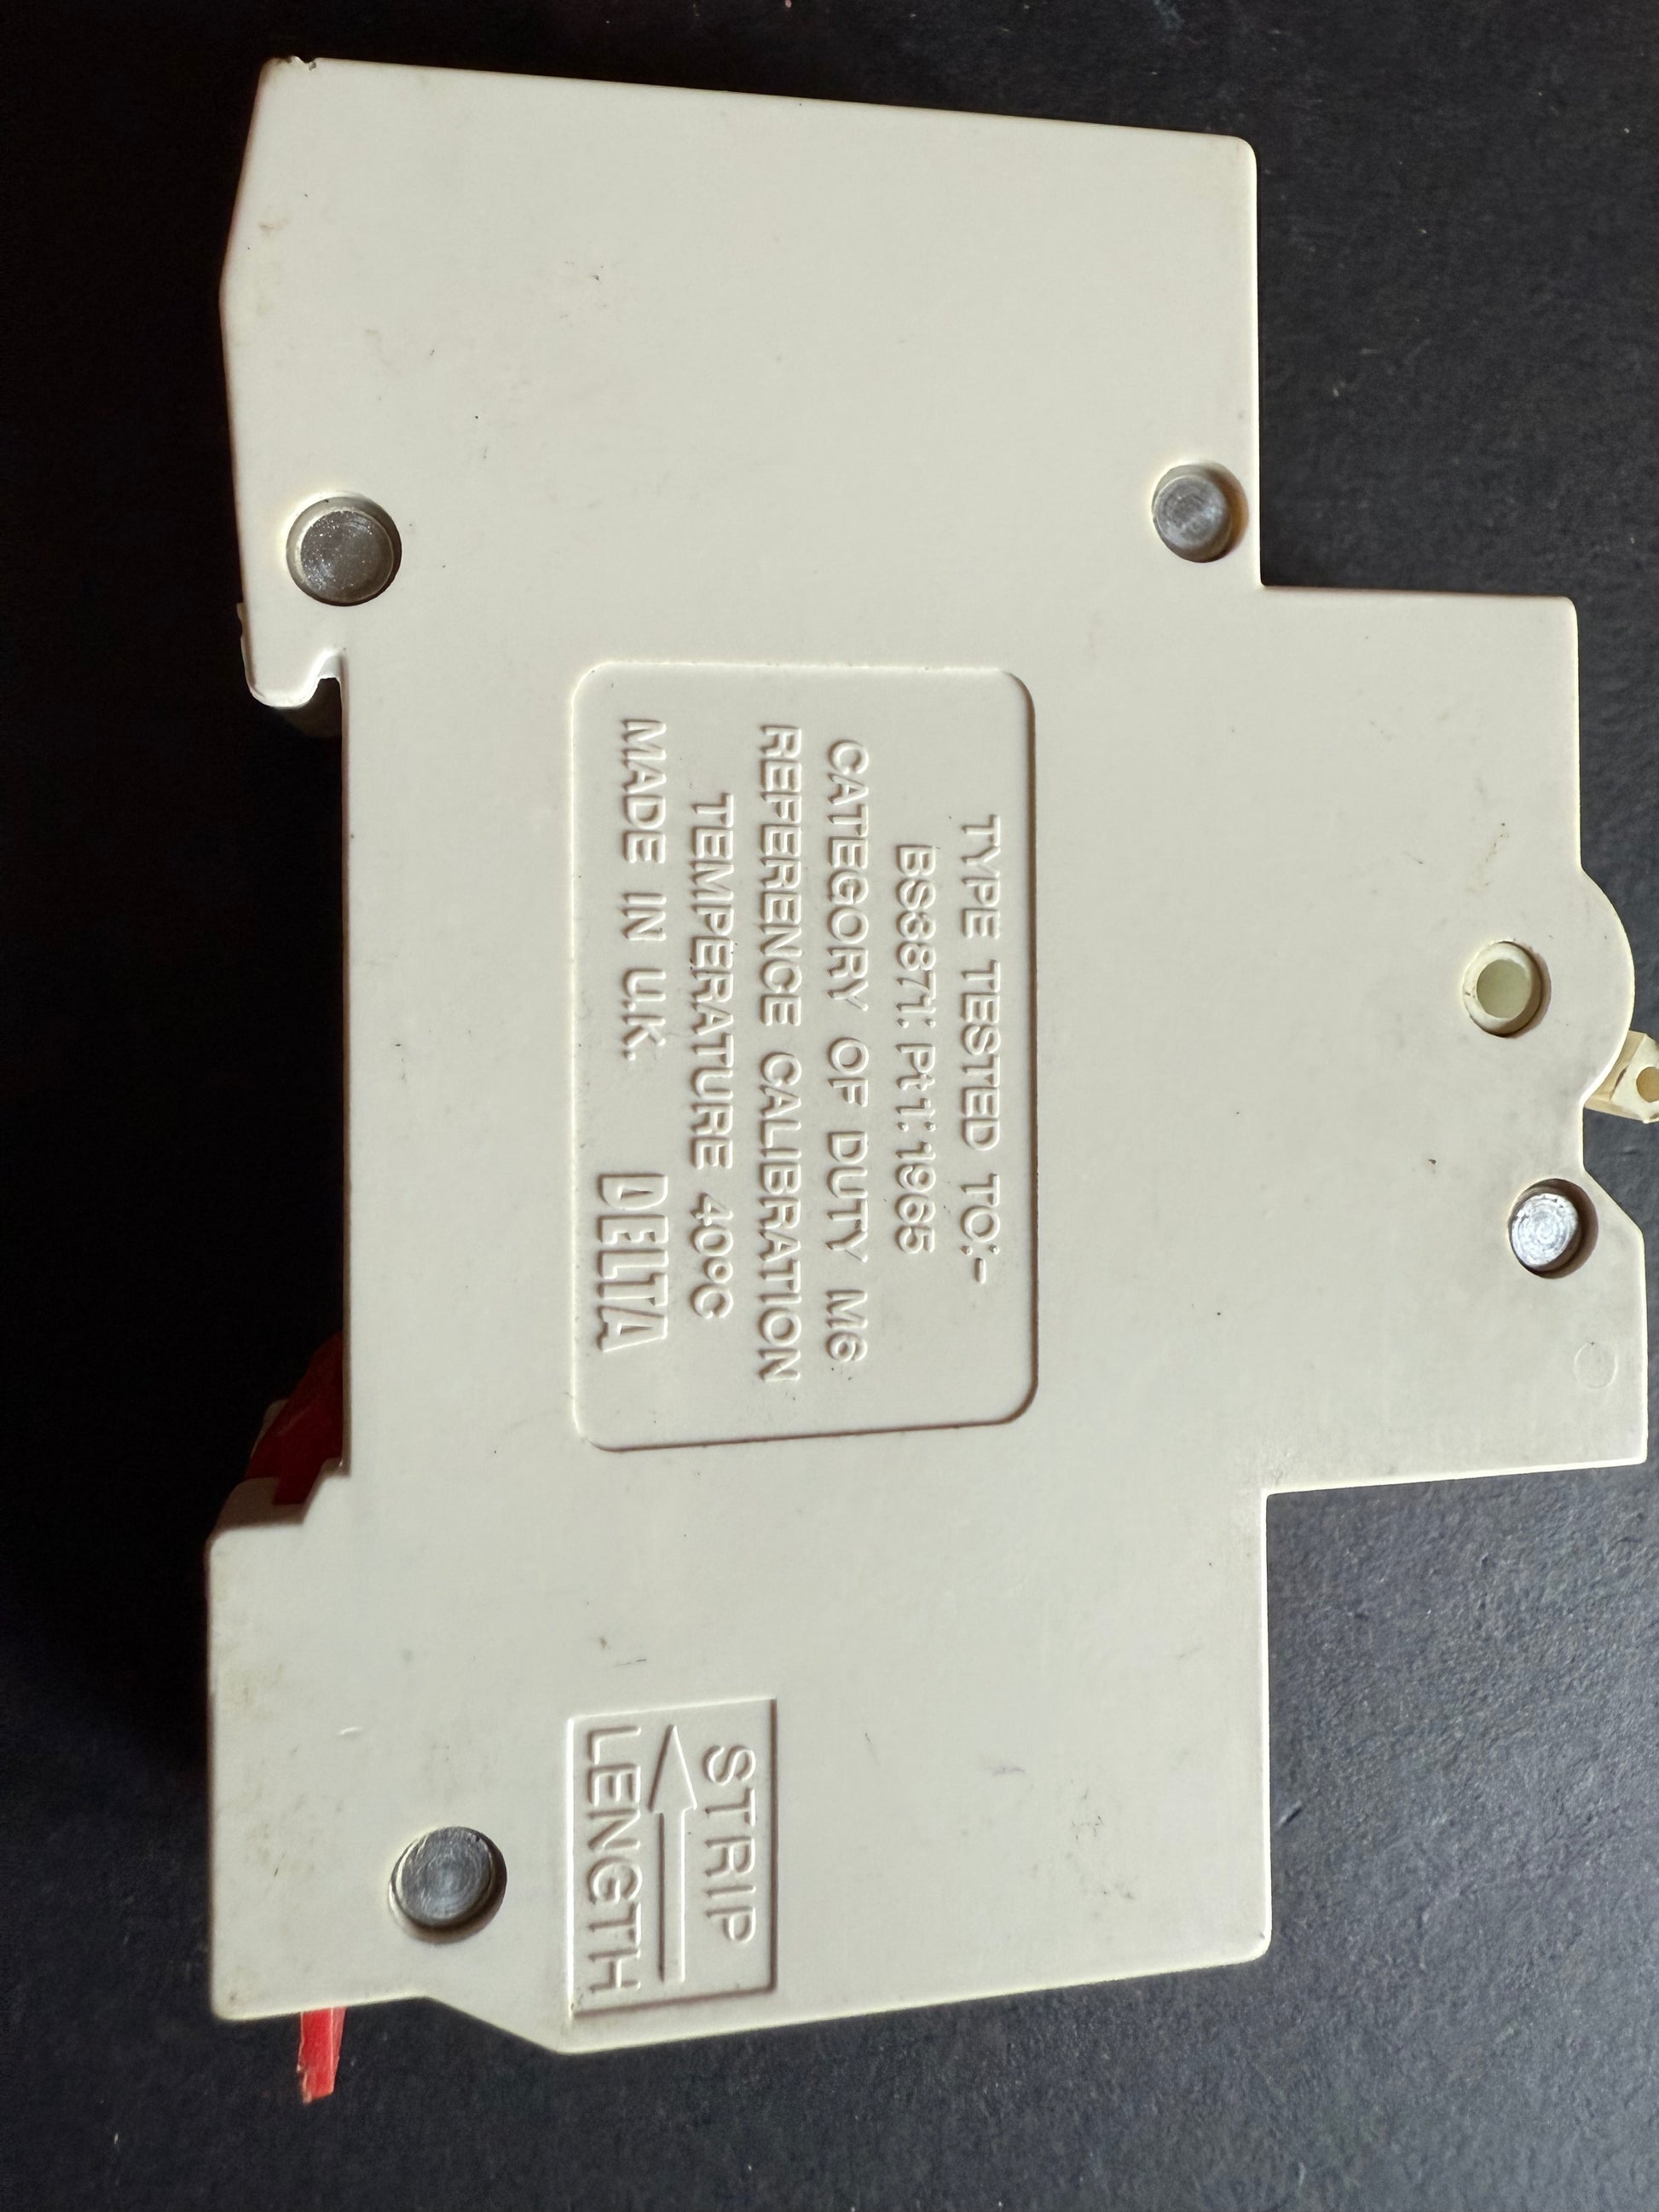 TYPE TESTED TO:-
BS3871: Pt1: 1965
CATEGORY OF DUTY M6
REFERENCE CALIBRATION
TEMPERATURE 40°C
MADE IN U.K. DELTA
STRIP
LENGTH